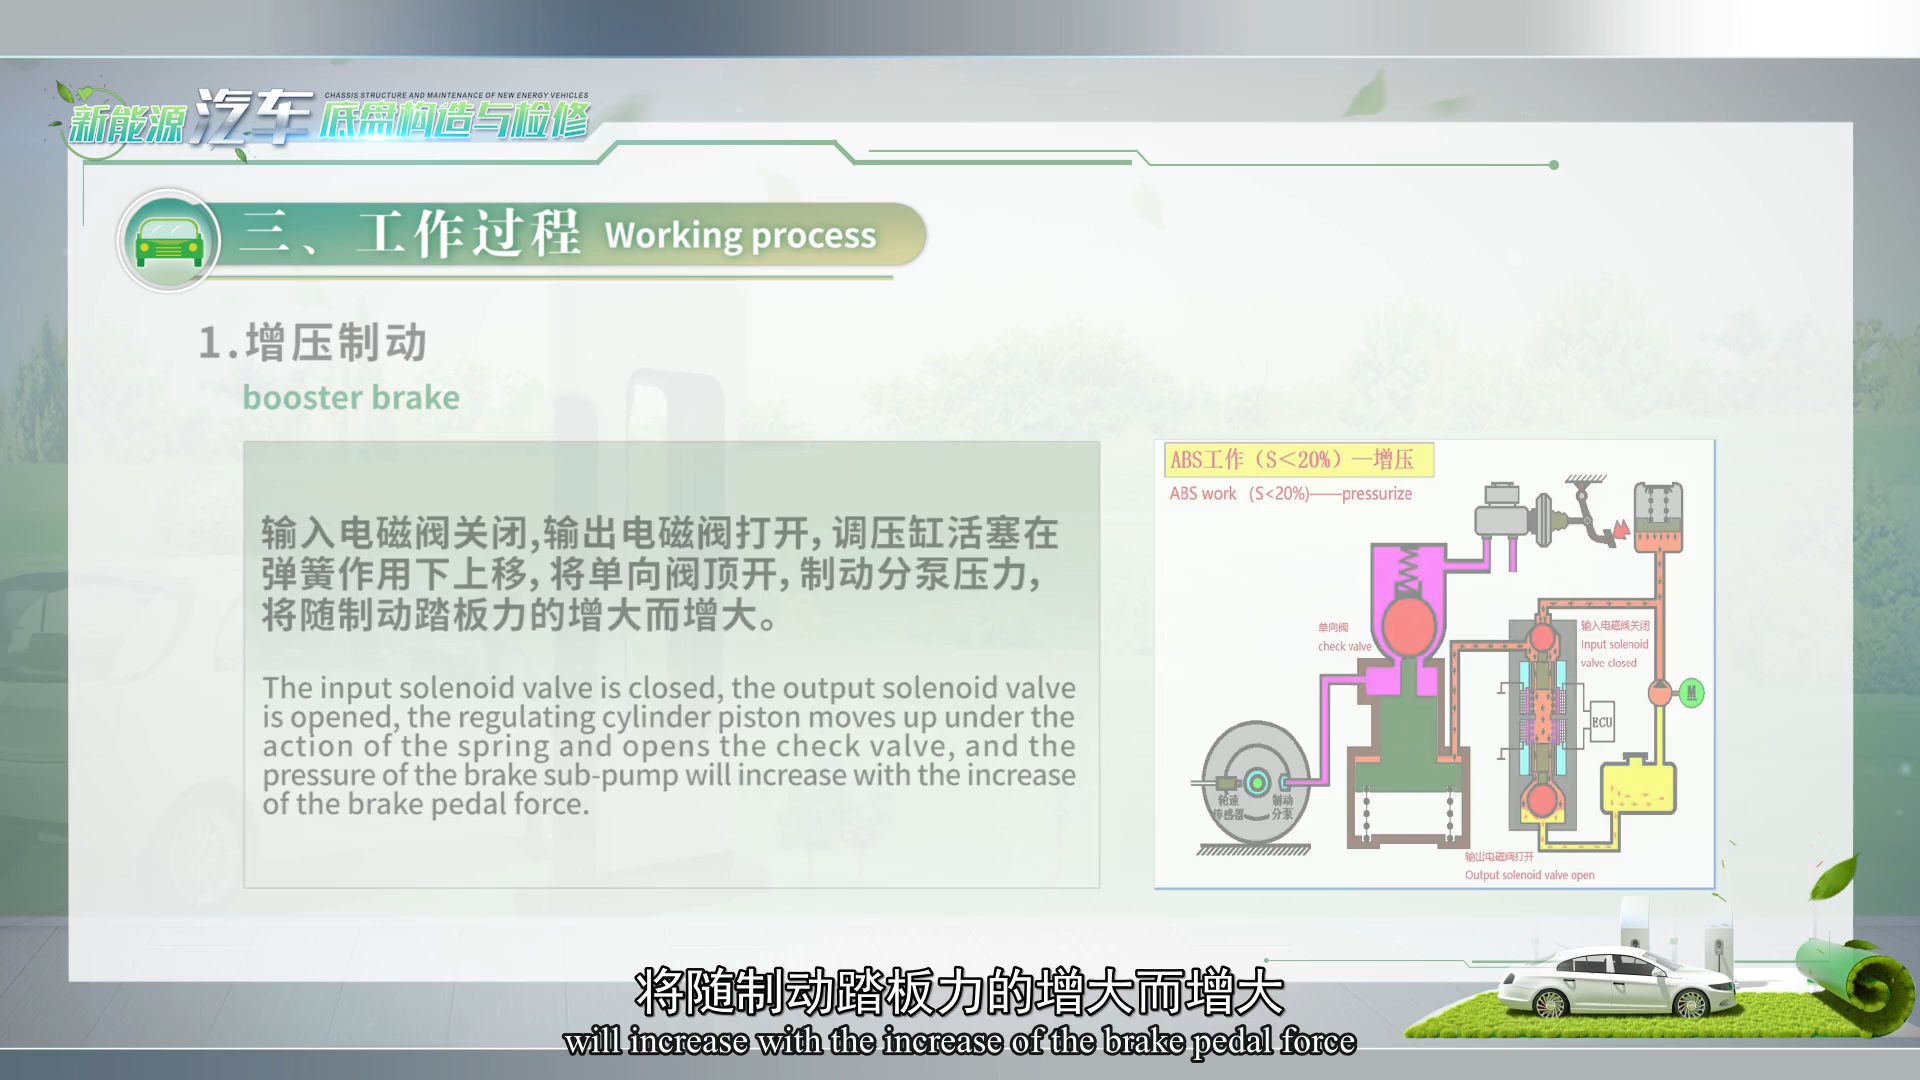 CHASSIS STRUCTURE AND MAINTENANCE OF NEW ENERGY VEHICLES
新能源汽车底盘构造与检修
三、工作过程 Working process
1.增压制动
booster brake
输入电磁阀关闭,输出电磁阀打开,调压缸活塞在
弹簧作用下上移,将单向阀顶开,制动分泵压力,
将随制动踏板力的增大而增大。
The input solenoid valve is closed, the output solenoid valve
is opened, the regulating cylinder piston moves up under the
action of the spring and opens the check valve, and the
pressure of the brake sub-pump will increase with the increase
of the brake pedal force.
ABS工作（S＜20%）—增压
ABS work (S<20%)——pressurize
单向阀
check valve
输入电磁阀关闭
Input solenoid
valve closed
M
ECU
轮速
传感器
制动
分泵
输出电磁阀打开
Output solenoid valve open
将随制动踏板力的增大而增大
will increase with the increase of the brake pedal force